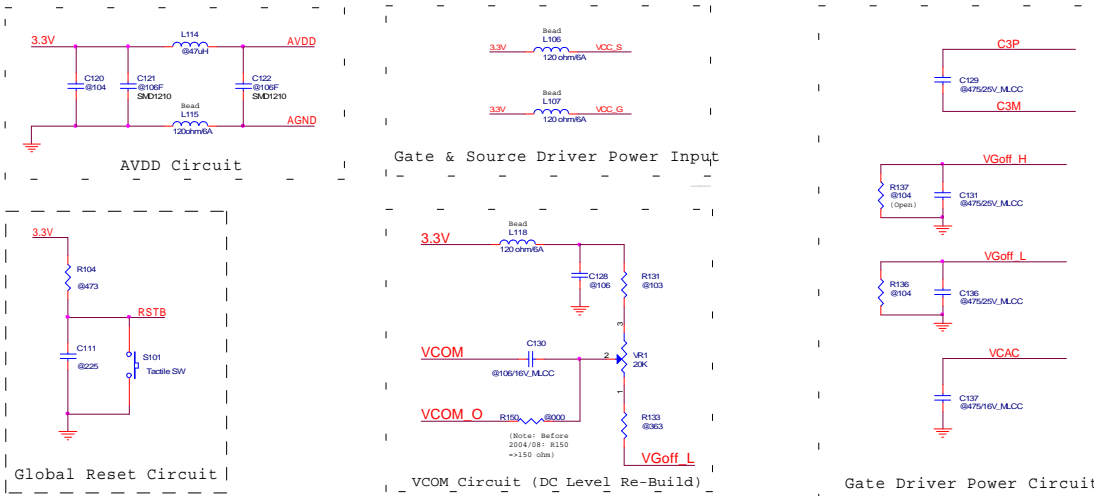 3.3V
L114
@47uH
AVDD
C120
@104
C121
@106F
SMD1210
C122
@106F
SMD1210
Bead
L115
120ohm/6A
AGND
AVDD Circuit
Bead
L106
3.3V
VCC_S
120 ohm/6A
Bead
L107
3.3V
VCC_G
120 ohm/6A
Gate & Source Driver Power Input
C3P
C129
@475/25V_MLCC
C3M
VGoff_H
R137
@104
(Open)
C131
@475/25V_MLCC
VGoff_L
R136
@104
C136
@475/25V_MLCC
VCAC
C137
@475/16V_MLCC
Gate Driver Power Circuit
3.3V
R104
@473
RSTB
C111
@225
S101
Tactile SW
Global Reset Circuit
Bead
L118
3.3V
120 ohm/6A
C128
@106
R131
@103
3
VCOM
C130
@106/16V_MLCC
2
VR1
20K
1
VCOM_O
R150
@000
(Note: Before
2004/08: R150
=>150 ohm)
R133
@363
VGoff_L
VCOM Circuit (DC Level Re-Build)